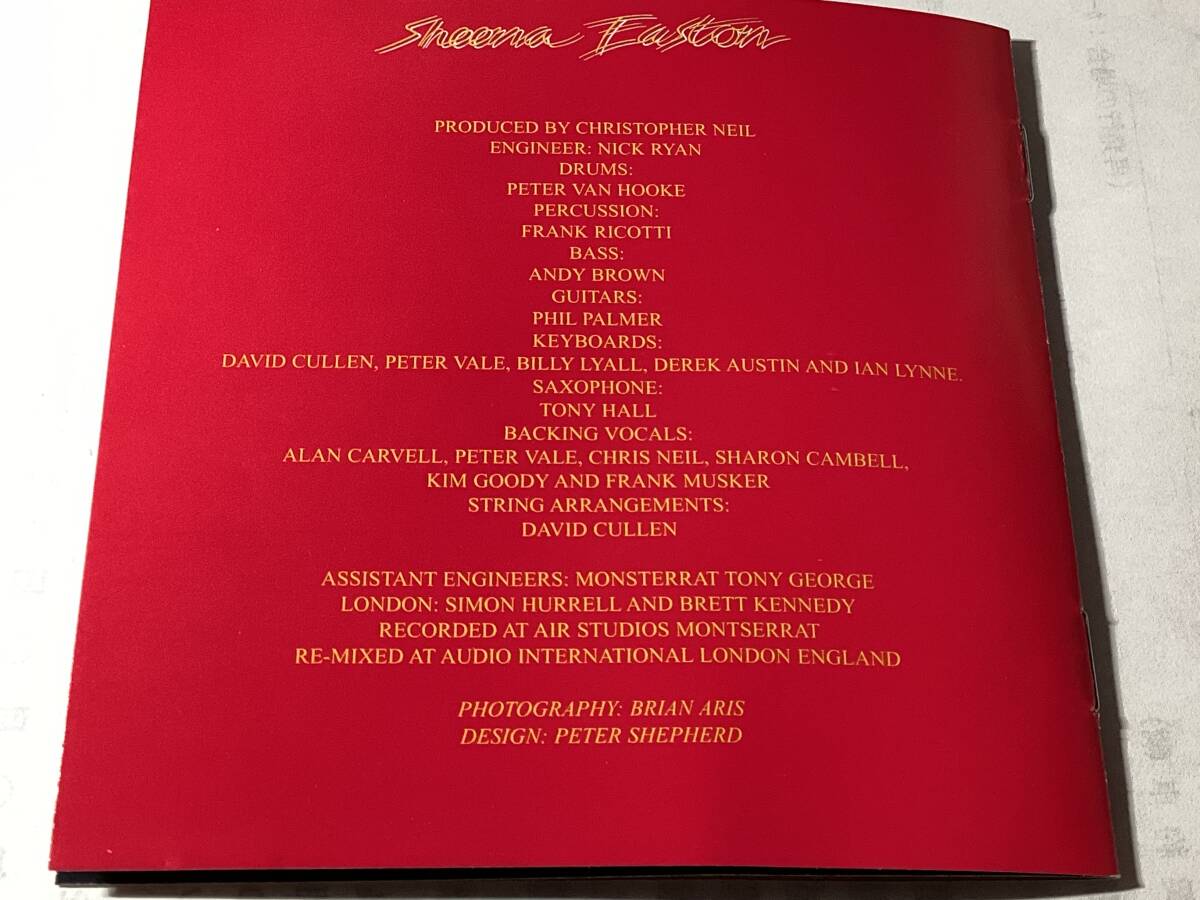 Sheena Easton
PRODUCED BY CHRISTOPHER NEIL
ENGINEER: NICK RYAN
DRUMS:
PETER VAN HOOKE
PERCUSSION:
FRANK RICOTTI
BASS:
ANDY BROWN
GUITARS:
PHIL PALMER
KEYBOARDS:
DAVID CULLEN, PETER VALE, BILLY LYALL, DEREK AUSTIN AND IAN LYNNE.
SAXOPHONE:
TONY HALL
BACKING VOCALS:
ALAN CARVELL, PETER VALE, CHRIS NEIL, SHARON CAMBELL,
KIM GOODY AND FRANK MUSKER
STRING ARRANGEMENTS:
DAVID CULLEN
ASSISTANT ENGINEERS: MONSTERRAT TONY GEORGE
LONDON: SIMON HURRELL AND BRETT KENNEDY
RECORDED AT AIR STUDIOS MONTSERRAT
RE-MIXED AT AUDIO INTERNATIONAL LONDON ENGLAND
PHOTOGRAPHY: BRIAN ARIS
DESIGN: PETER SHEPHERD